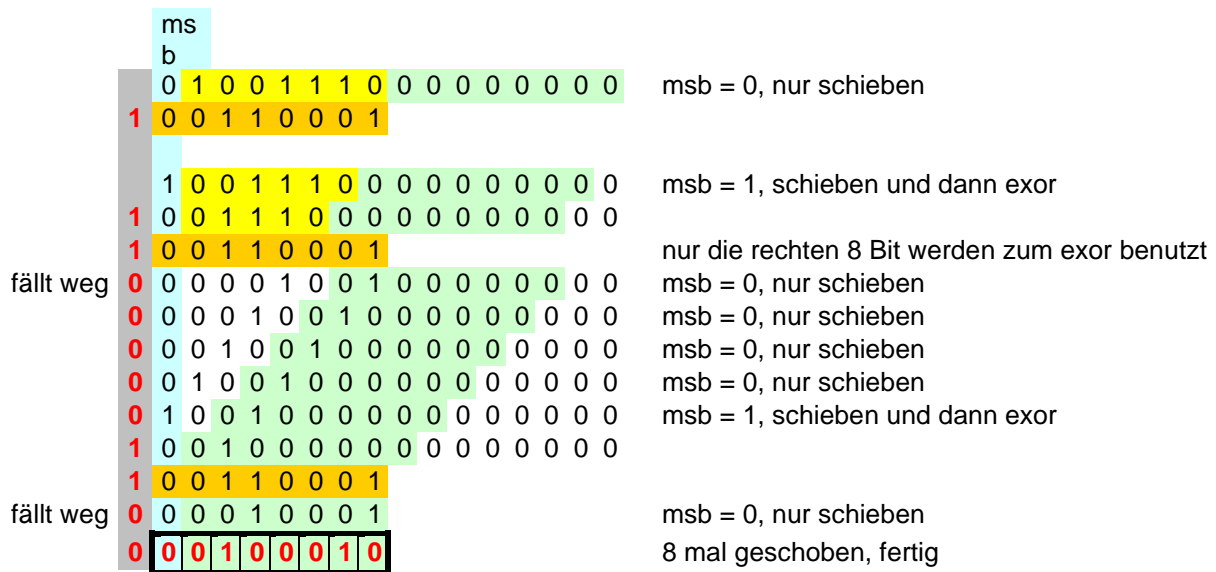 ms
b
0 1 0 0 1 1 1 0 0 0 0 0 0 0 0 0 msb = 0, nur schieben
1 0 0 1 1 0 0 0 1
1 0 0 1 1 1 0 0 0 0 0 0 0 0 0 0 msb = 1, schieben und dann exor
1 0 0 1 1 1 0 0 0 0 0 0 0 0 0 0 0
1 0 0 1 1 0 0 0 1 nur die rechten 8 Bit werden zum exor benutzt
fällt weg 0 0 0 0 0 1 0 0 1 0 0 0 0 0 0 0 0 msb = 0, nur schieben
0 0 0 0 1 0 0 1 0 0 0 0 0 0 0 0 0 msb = 0, nur schieben
0 0 0 1 0 0 1 0 0 0 0 0 0 0 0 0 0 msb = 0, nur schieben
0 0 1 0 0 1 0 0 0 0 0 0 0 0 0 0 0 msb = 0, nur schieben
0 1 0 0 1 0 0 0 0 0 0 0 0 0 0 0 0 msb = 1, schieben und dann exor
1 0 0 1 0 0 0 0 0 0 0 0 0 0 0 0 0
1 0 0 1 1 0 0 0 1
fällt weg 0 0 0 0 1 0 0 0 1 msb = 0, nur schieben
0 0 0 1 0 0 0 1 0 8 mal geschoben, fertig